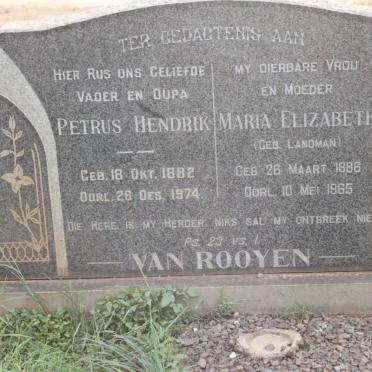 TER GEDAGTENIS AAN
HIER RUS ONS GELIEFDE
VADER EN OUPA
PETRUS HENDRIK
GEB. 18 OKT. 1882
OORL. 26 DES. 1974.
MY DIERBARE VROU
EN MOEDER
MARIA ELIZABETH
(GEB. LANDMAN)
GEB. 26 MAART 1886
OORL. 10 MEI. 1965
DIE HERE IS MY HERDER, NIKS SAL MY ONTBREEK NIE
PS. 23 VS. 1.
VAN ROOYEN